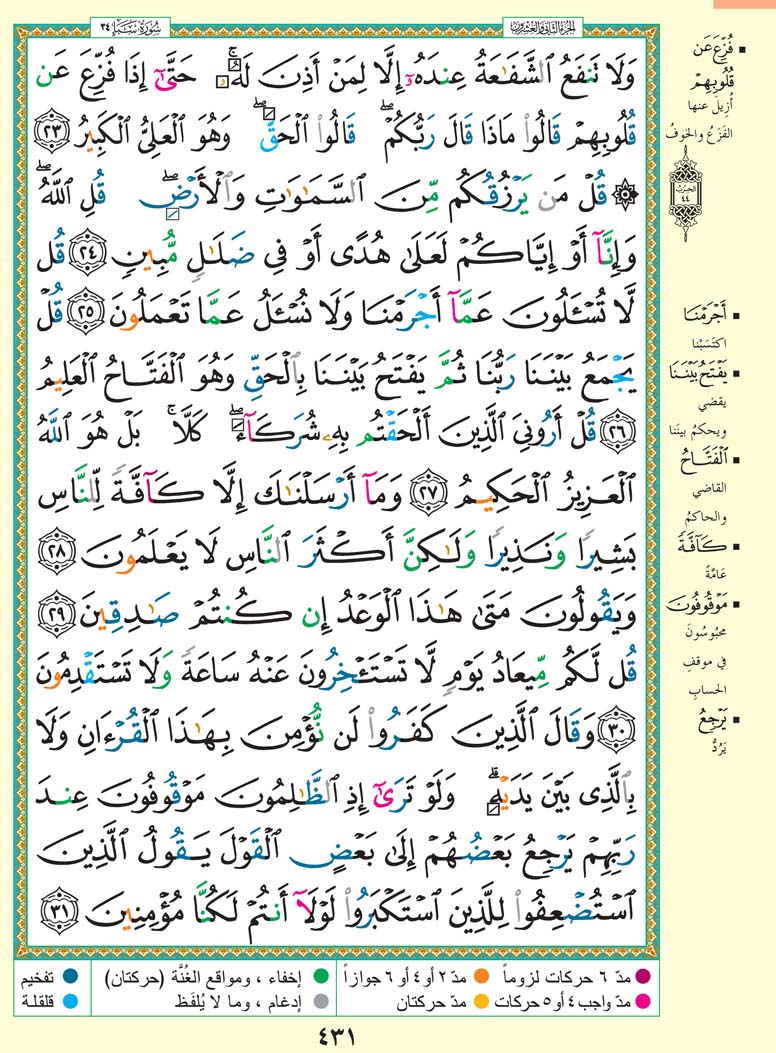 سُورَةُ سَبَإٍ ٣٤
الجزء الثاني والعشرون
وَلَا تَنفَعُ ٱلشَّفَٰعَةُ عِندَهُۥٓ إِلَّا لِمَنۡ أَذِنَ لَهُۥۚ حَتَّىٰٓ إِذَا فُزِّعَ عَن
قُلُوبِهِمۡ قَالُواْ مَاذَا قَالَ رَبُّكُمۡۖ قَالُواْ ٱلۡحَقَّۖ وَهُوَ ٱلۡعَلِيُّ ٱلۡكَبِيرُ ٢٣
۞ قُلۡ مَن يَرۡزُقُكُم مِّنَ ٱلسَّمَٰوَٰتِ وَٱلۡأَرۡضِۖ قُلِ ٱللَّهُۖ
وَإِنَّآ أَوۡ إِيَّاكُمۡ لَعَلَىٰ هُدًى أَوۡ فِي ضَلَٰلٖ مُّبِينٖ ٢٤ قُل
لَّا تُسۡـَٔلُونَ عَمَّآ أَجۡرَمۡنَا وَلَا نُسۡـَٔلُ عَمَّا تَعۡمَلُونَ ٢٥ قُلۡ
يَجۡمَعُ بَيۡنَنَا رَبُّنَا ثُمَّ يَفۡتَحُ بَيۡنَنَا بِٱلۡحَقِّ وَهُوَ ٱلۡفَتَّاحُ ٱلۡعَلِيمُ
٢٦ قُلۡ أَرُونِيَ ٱلَّذِينَ أَلۡحَقۡتُم بِهِۦ شُرَكَآءَۖ كَلَّاۚ بَلۡ هُوَ ٱللَّهُ
ٱلۡعَزِيزُ ٱلۡحَكِيمُ ٢٧ وَمَآ أَرۡسَلۡنَٰكَ إِلَّا كَآفَّةٗ لِّلنَّاسِ
بَشِيرٗا وَنَذِيرٗا وَلَٰكِنَّ أَكۡثَرَ ٱلنَّاسِ لَا يَعۡلَمُونَ ٢٨
وَيَقُولُونَ مَتَىٰ هَٰذَا ٱلۡوَعۡدُ إِن كُنتُمۡ صَٰدِقِينَ ٢٩
قُل لَّكُم مِّيعَادُ يَوۡمٖ لَّا تَسۡتَـٔۡخِرُونَ عَنۡهُ سَاعَةٗ وَلَا تَسۡتَقۡدِمُونَ
٣٠ وَقَالَ ٱلَّذِينَ كَفَرُواْ لَن نُّؤۡمِنَ بِهَٰذَا ٱلۡقُرۡءَانِ وَلَا
بِٱلَّذِي بَيۡنَ يَدَيۡهِۗ وَلَوۡ تَرَىٰٓ إِذِ ٱلظَّٰلِمُونَ مَوۡقُوفُونَ عِندَ
رَبِّهِمۡ يَرۡجِعُ بَعۡضُهُمۡ إِلَىٰ بَعۡضٍ ٱلۡقَوۡلَ يَقُولُ ٱلَّذِينَ
ٱسۡتُضۡعِفُواْ لِلَّذِينَ ٱسۡتَكۡبَرُواْ لَوۡلَآ أَنتُمۡ لَكُنَّا مُؤۡمِنِينَ ٣١
فُزِّعَ عَن
قُلُوبِهِمۡ
أُزِيلَ عنها
الفَزَعُ والخوفُ
الحزب
٤٤
أَجۡرَمۡنَا
اكتَسَبْنا
يَفۡتَحُ بَيۡنَنَا
يقضي
ويحكمُ بيننا
ٱلۡفَتَّاحُ
القاضي
والحاكمُ
كَآفَّةٗ
عَامَّةً
مَوۡقُوفُونَ
محبُوسُونَ
في موقفِ
الحسابِ
يَرۡجِعُ
يَرُدُّ
مدّ ٦ حركات لزوماً مدّ ٢ أو ٤ أو ٦ جوازاً إخفاء ، ومواقع الغُنَّة (حركتان) تفخيم
مدّ واجب ٤ أو ٥ حركات مدّ حركتان إدغام ، وما لا يُلفَظ قلقلة
٤٣١